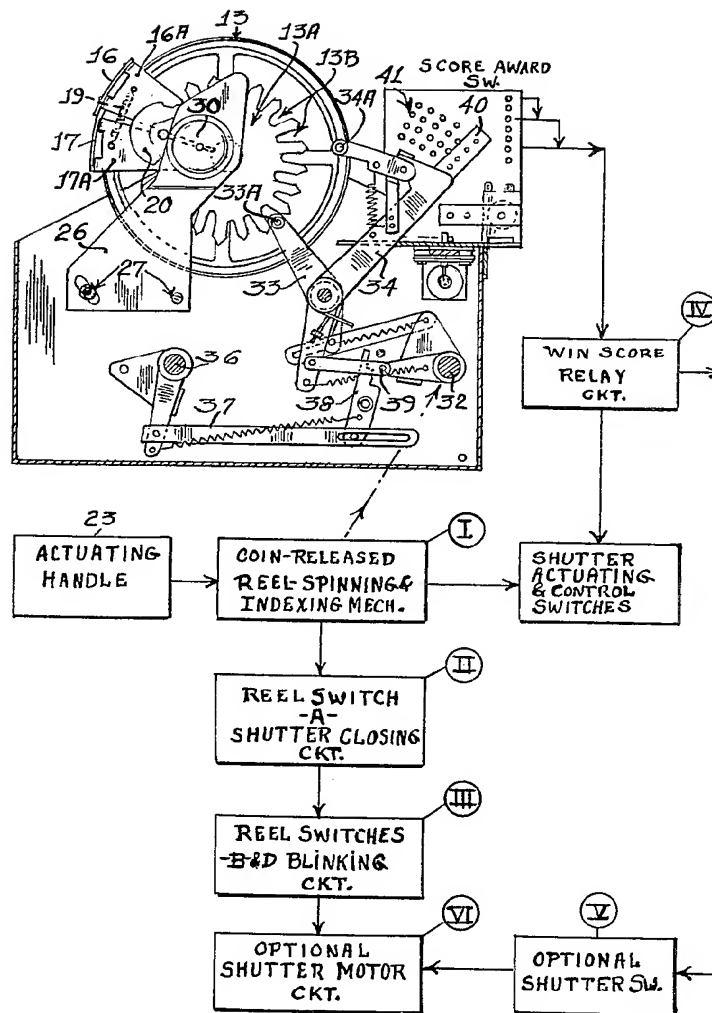 13
16A
16
13A
13B
SCORE AWARD
SW.
19
30
34A
41
40
17
17A
20
33A
26
33
34
27
36
38
39
32
37
IV
WIN SCORE
RELAY
CKT.
23
ACTUATING
HANDLE
I
COIN-RELEASED
REEL-SPINNING &
INDEXING MECH.
SHUTTER
ACTUATING
& CONTROL
SWITCHES
II
REEL SWITCH
-A-
SHUTTER CLOSING
CKT.
III
REEL SWITCHES
-B&D BLINKING
CKT.
VI
OPTIONAL
SHUTTER MOTOR
CKT.
V
OPTIONAL
SHUTTER SW.